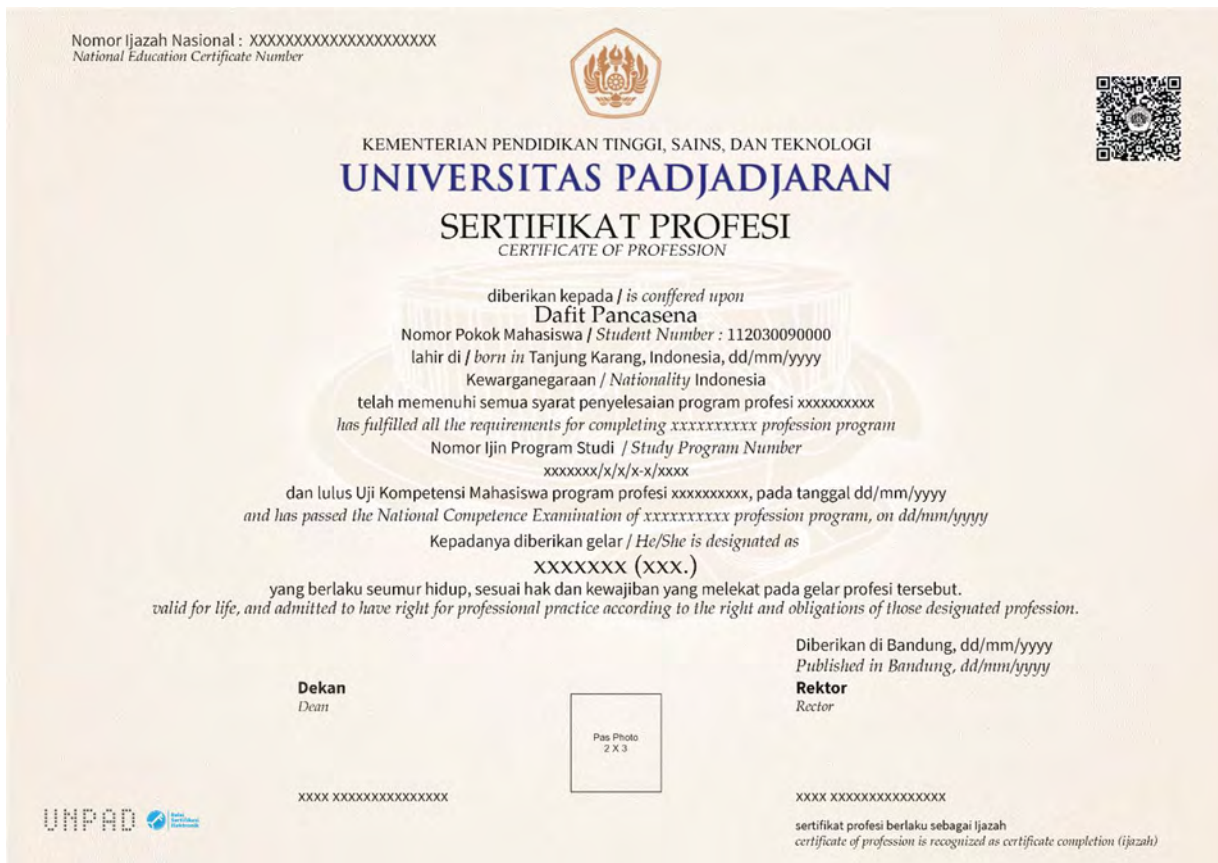 Nomor Ijazah Nasional : XXXXXXXXXXXXXXXXXXXXX
National Education Certificate Number
KEMENTERIAN PENDIDIKAN TINGGI, SAINS, DAN TEKNOLOGI
UNIVERSITAS PADJADJARAN
SERTIFIKAT PROFESI
CERTIFICATE OF PROFESSION
diberikan kepada / is conffered upon
Dafit Pancasena
Nomor Pokok Mahasiswa / Student Number : 112030090000
lahir di / born in Tanjung Karang, Indonesia, dd/mm/yyyy
Kewarganegaraan / Nationality Indonesia
telah memenuhi semua syarat penyelesaian program profesi xxxxxxxxxx
has fulfilled all the requirements for completing xxxxxxxxxx profession program
Nomor Ijin Program Studi / Study Program Number
xxxxxxx/x/x/x-x/xxxx
dan lulus Uji Kompetensi Mahasiswa program profesi xxxxxxxxxx, pada tanggal dd/mm/yyyy
and has passed the National Competence Examination of xxxxxxxxxx profession program, on dd/mm/yyyy
Kepadanya diberikan gelar / He/She is designated as
xxxxxxx (xxx.)
yang berlaku seumur hidup, sesuai hak dan kewajiban yang melekat pada gelar profesi tersebut.
valid for life, and admitted to have right for professional practice according to the right and obligations of those designated profession.
Diberikan di Bandung, dd/mm/yyyy
Published in Bandung, dd/mm/yyyy
Dekan
Dean
Rektor
Rector
Pas Photo
2 X 3
xxxx xxxxxxxxxxxxxxx
xxxx xxxxxxxxxxxxxxx
UNPAD
Balai
Sertifikasi
Elektronik
sertifikat profesi berlaku sebagai Ijazah
certificate of profession is recognized as certificate completion (ijazah)